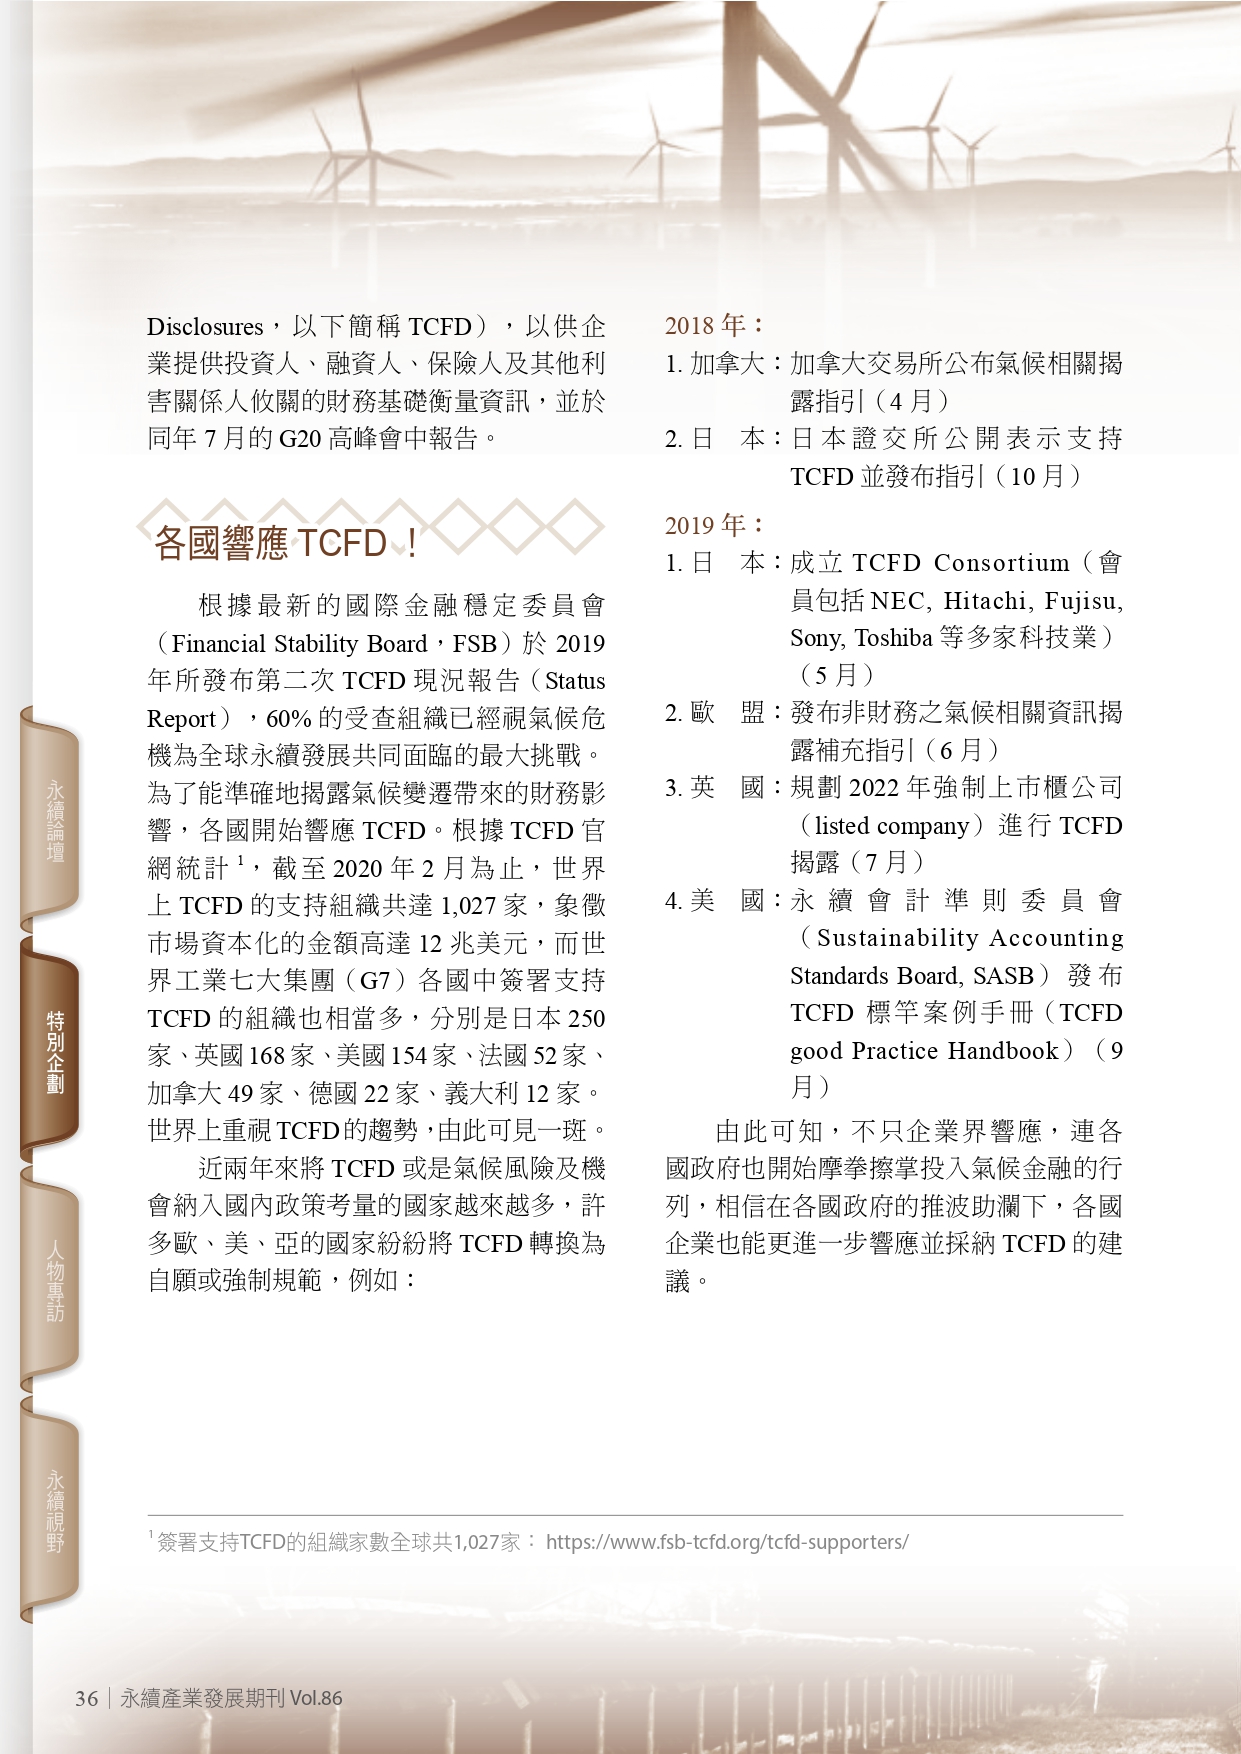 Disclosures，以下簡稱 TCFD），以供企
業提供投資人、融資人、保險人及其他利
害關係人攸關的財務基礎衡量資訊，並於
同年 7 月的 G20 高峰會中報告。
各國響應 TCFD ！
根據最新的國際金融穩定委員會
（Financial Stability Board，FSB）於 2019
年所發布第二次 TCFD 現況報告（Status
Report），60% 的受查組織已經視氣候危
機為全球永續發展共同面臨的最大挑戰。
為了能準確地揭露氣候變遷帶來的財務影
響，各國開始響應 TCFD。根據 TCFD 官
網統計 1，截至 2020 年 2 月為止，世界
上 TCFD 的支持組織共達 1,027 家，象徵
市場資本化的金額高達 12 兆美元，而世
界工業七大集團（G7）各國中簽署支持
TCFD 的組織也相當多，分別是日本 250
家、英國 168 家、美國 154 家、法國 52 家、
加拿大 49 家、德國 22 家、義大利 12 家。
世界上重視 TCFD 的趨勢，由此可見一斑。
近兩年來將 TCFD 或是氣候風險及機
會納入國內政策考量的國家越來越多，許
多歐、美、亞的國家紛紛將 TCFD 轉換為
自願或強制規範，例如：
2018 年：
1. 加拿大：加拿大交易所公布氣候相關揭
露指引（4 月）
2. 日　本：日本證交所公開表示支持
TCFD 並發布指引（10 月）
2019 年：
1. 日　本：成立 TCFD Consortium（會
員包括 NEC, Hitachi, Fujisu,
Sony, Toshiba 等多家科技業）
（5 月）
2. 歐　盟：發布非財務之氣候相關資訊揭
露補充指引（6 月）
3. 英　國：規劃 2022 年強制上市櫃公司
（listed company）進行 TCFD
揭露（7 月）
4. 美　國：永續會計準則委員會
（Sustainability Accounting
Standards Board, SASB）發布
TCFD 標竿案例手冊（TCFD
good Practice Handbook）（9
月）
由此可知，不只企業界響應，連各
國政府也開始摩拳擦掌投入氣候金融的行
列，相信在各國政府的推波助瀾下，各國
企業也能更進一步響應並採納 TCFD 的建
議。
永續論壇
特別企劃
人物專訪
永續視野
1 簽署支持TCFD的組織家數全球共1,027家： https://www.fsb-tcfd.org/tcfd-supporters/
36｜永續產業發展期刊 Vol.86